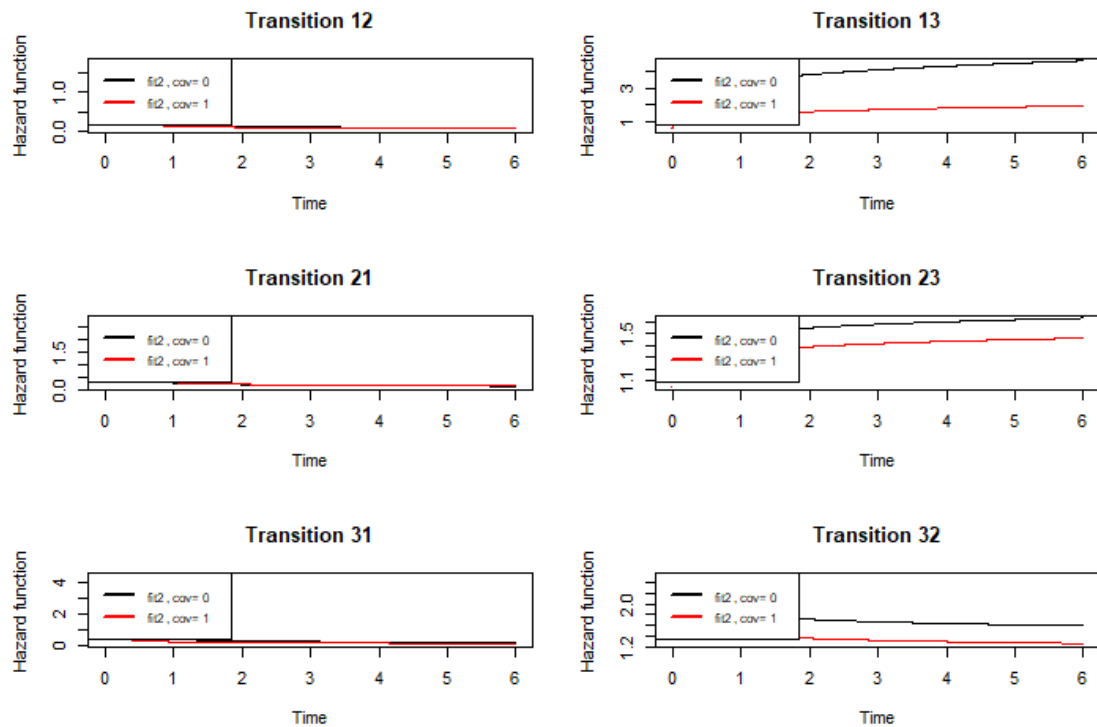 Transition 12
Hazard function
1.0
0.0
fit2 , cov= 0
fit2 , cov= 1
0 1 2 3 4 5 6
Time
Transition 13
Hazard function
3
1
fit2 , cov= 0
fit2 , cov= 1
0 1 2 3 4 5 6
Time
Transition 21
Hazard function
1.5
0.0
fit2 , cov= 0
fit2 , cov= 1
0 1 2 3 4 5 6
Time
Transition 23
Hazard function
1.5
1.1
fit2 , cov= 0
fit2 , cov= 1
0 1 2 3 4 5 6
Time
Transition 31
Hazard function
4
2
0
fit2 , cov= 0
fit2 , cov= 1
0 1 2 3 4 5 6
Time
Transition 32
Hazard function
2.0
1.2
fit2 , cov= 0
fit2 , cov= 1
0 1 2 3 4 5 6
Time